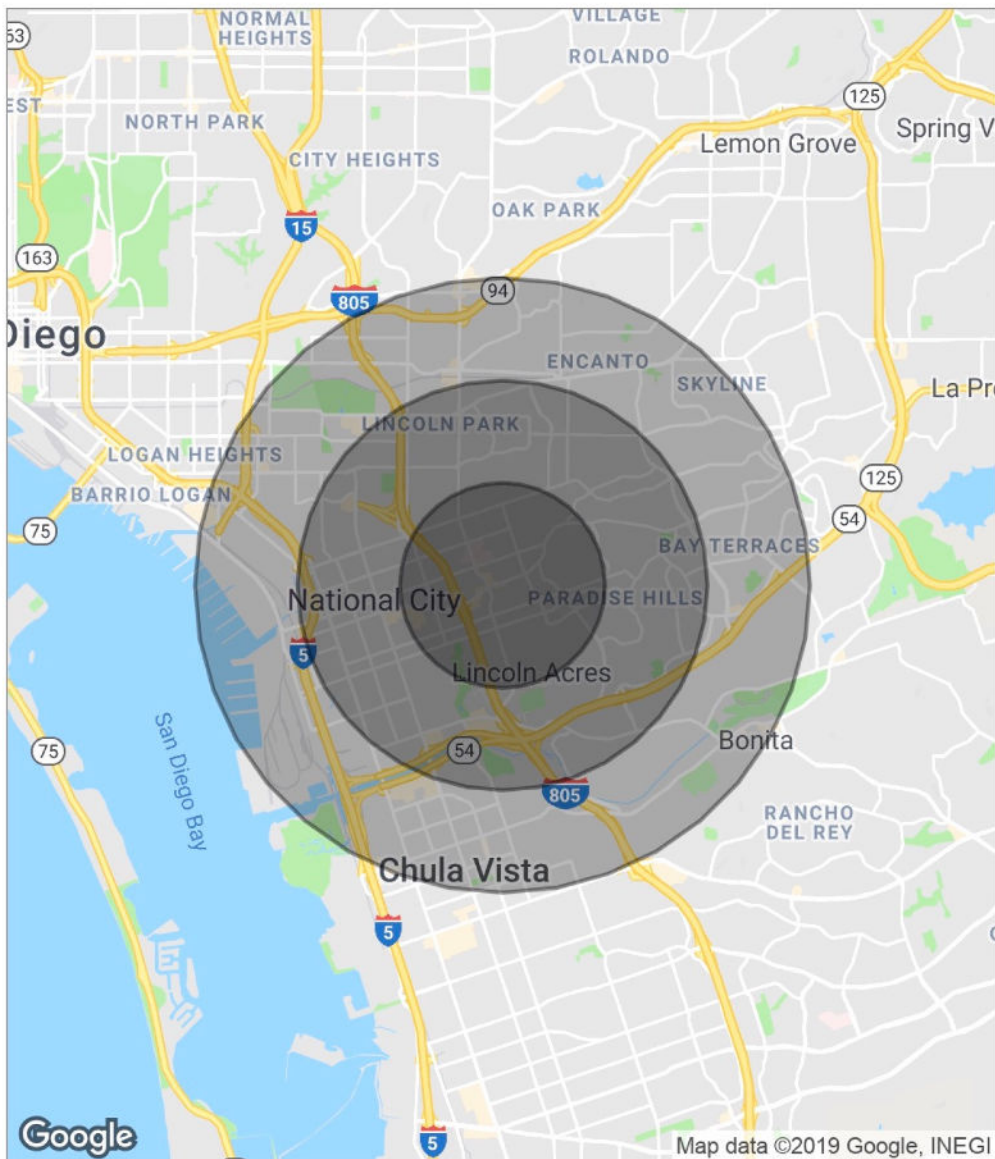 NORMAL
HEIGHTS
VILLAGE
ROLANDO
63
EST
125
NORTH PARK
Lemon Grove
Spring V
CITY HEIGHTS
OAK PARK
15
163
94
805
Diego
ENCANTO
SKYLINE
La Pre
LINCOLN PARK
LOGAN HEIGHTS
125
BARRIO LOGAN
54
75
BAY TERRACES
National City
PARADISE HILLS
5
Lincoln Acres
San Diego Bay
75
54
Bonita
805
RANCHO
DEL REY
Chula Vista
5
Google
5
Map data ©2019 Google, INEGI